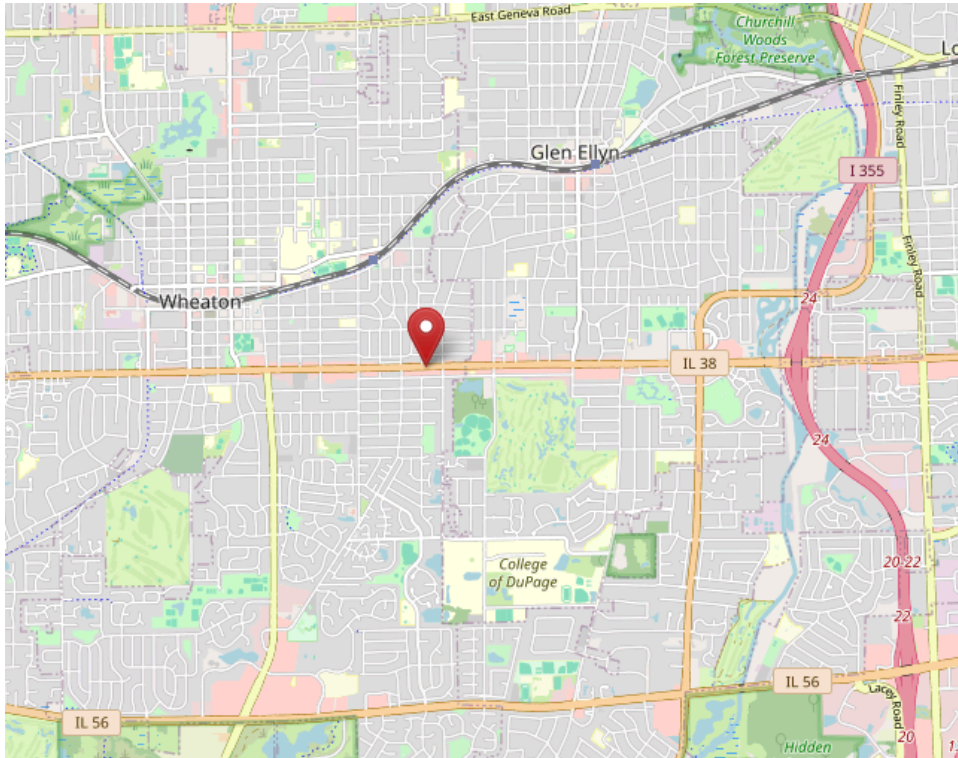 East Geneva Road
Churchill
Woods
Forest Preserve
Finley Road
Glen Ellyn
I 355
Finley Road
Wheaton
24
IL 38
24
College
of DuPage
20-22
22
IL 56
Lacey Road
IL 56
20
Hidden